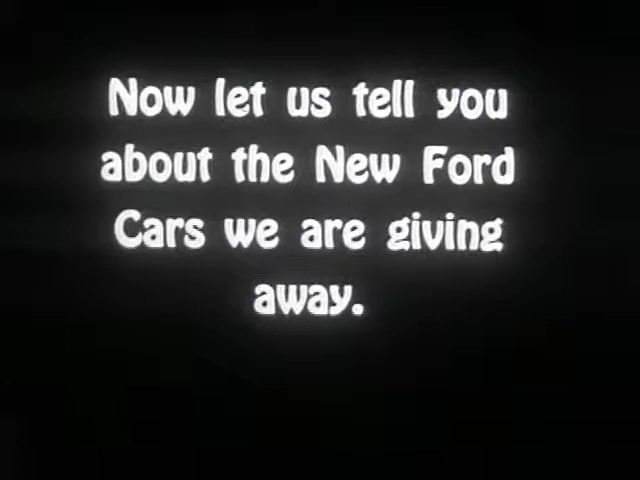 Now let us tell you
about the New Ford
Cars we are giving
away.